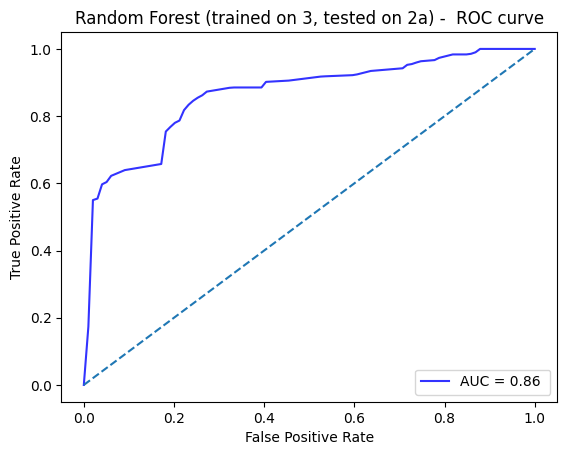 Random Forest (trained on 3, tested on 2a) -  ROC curve
True Positive Rate
1.0
0.8
0.6
0.4
0.2
0.0
AUC = 0.86
0.0 0.2 0.4 0.6 0.8 1.0
False Positive Rate